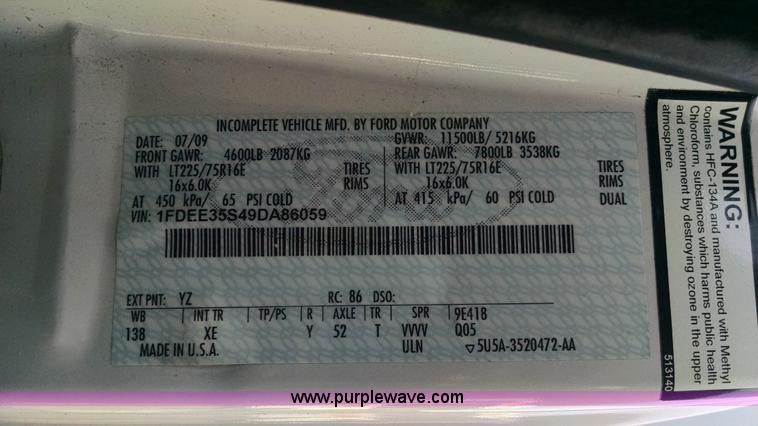 INCOMPLETE VEHICLE MFD. BY FORD MOTOR COMPANY
DATE: 07/09 GVWR: 11500LB/ 5216KG
FRONT GAWR: 4600LB 2087KG REAR GAWR: 7800LB 3538KG
WITH LT225/75R16E TIRES WITH LT225/75R16E TIRES
16x6.0K RIMS 16x6.0K RIMS
AT 450 kPa/ 65 PSI COLD AT 415 kPa/ 60 PSI COLD DUAL
VIN: 1FDEE35S49DA86059
EXT PNT: YZ RC: 86 DSO:
WB INT TR TP/PS R AXLE TR SPR 9E418
138 XE Y 52 T VVVV Q05
MADE IN U.S.A. ULN ▽5U5A-3520472-AA
WARNING:
contains HFC-134A and manufactured with Methyl
Chloroform, substances which harms public health
and environment by destroying ozone in the upper
atmosphere.
513140
www.purplewave.com